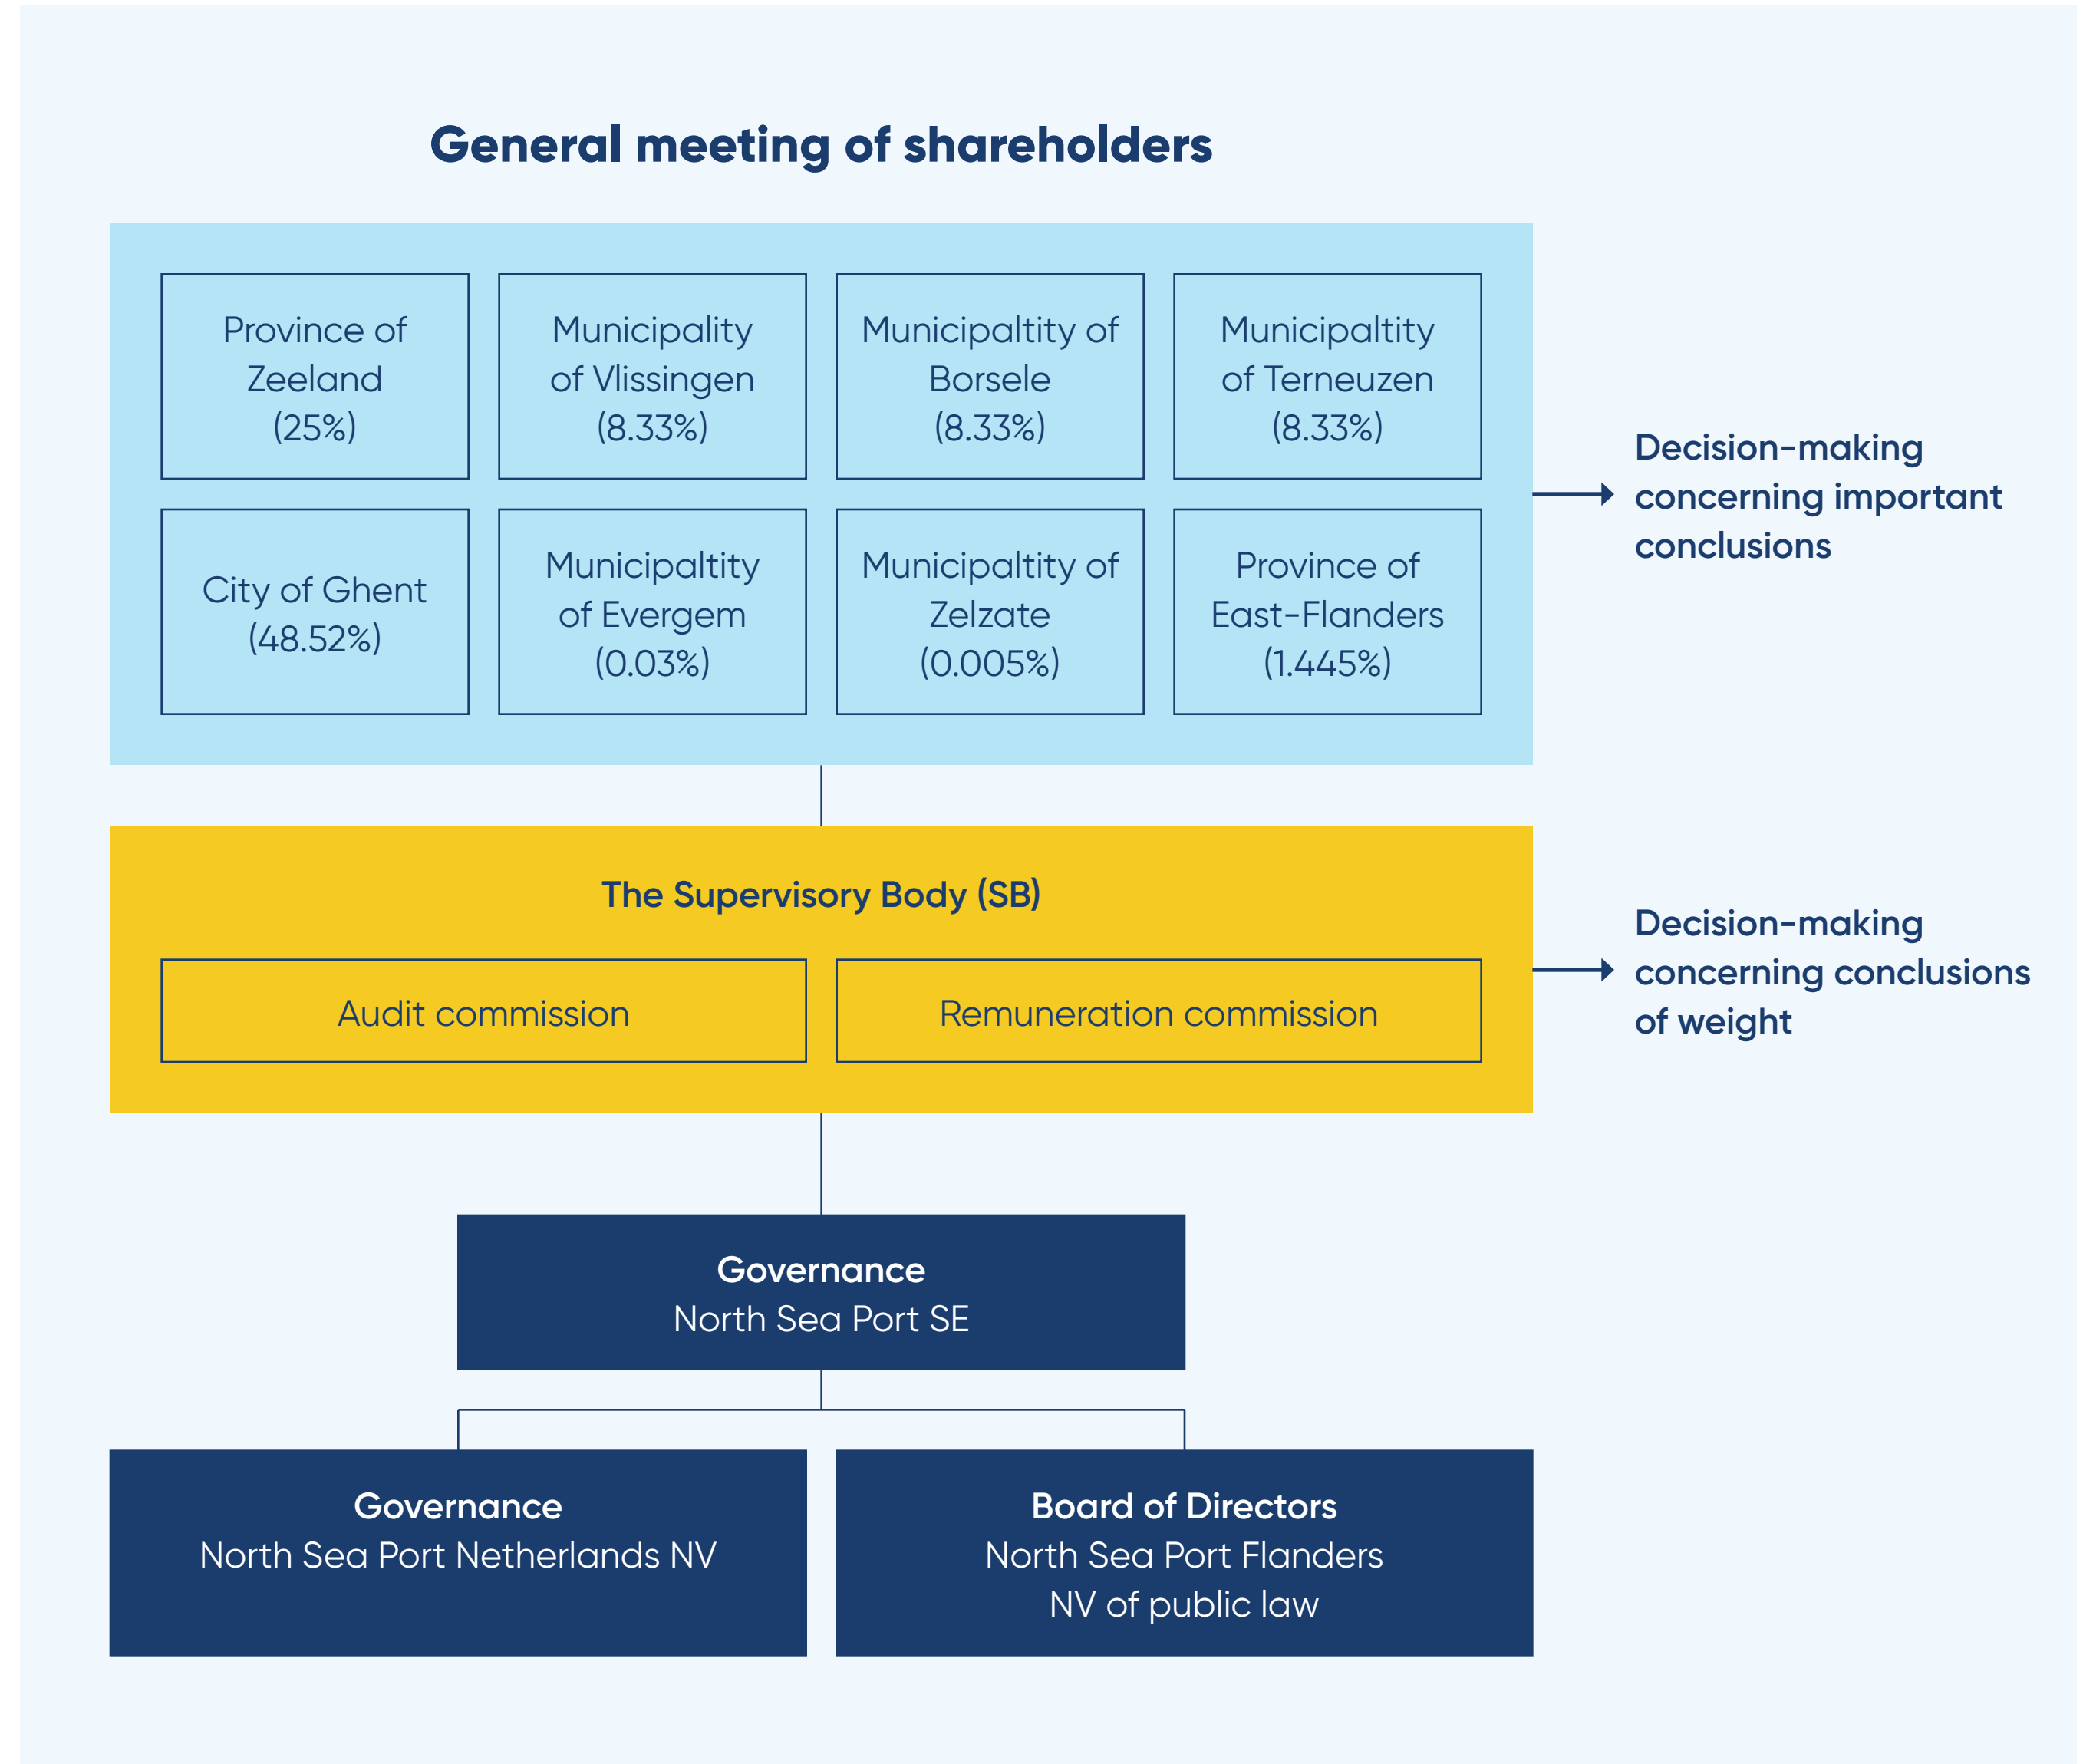 General meeting of shareholders
Province of
Zeeland
(25%)
Municipality
of Vlissingen
(8.33%)
Municipaltity of
Borsele
(8.33%)
Municipaltity
of Terneuzen
(8.33%)
City of Ghent
(48.52%)
Municipaltity
of Evergem
(0.03%)
Municipaltity of
Zelzate
(0.005%)
Province of
East-Flanders
(1.445%)
Decision-making
concerning important
conclusions
The Supervisory Body (SB)
Audit commission
Remuneration commission
Decision-making
concerning conclusions
of weight
Governance
North Sea Port SE
Governance
North Sea Port Netherlands NV
Board of Directors
North Sea Port Flanders
NV of public law